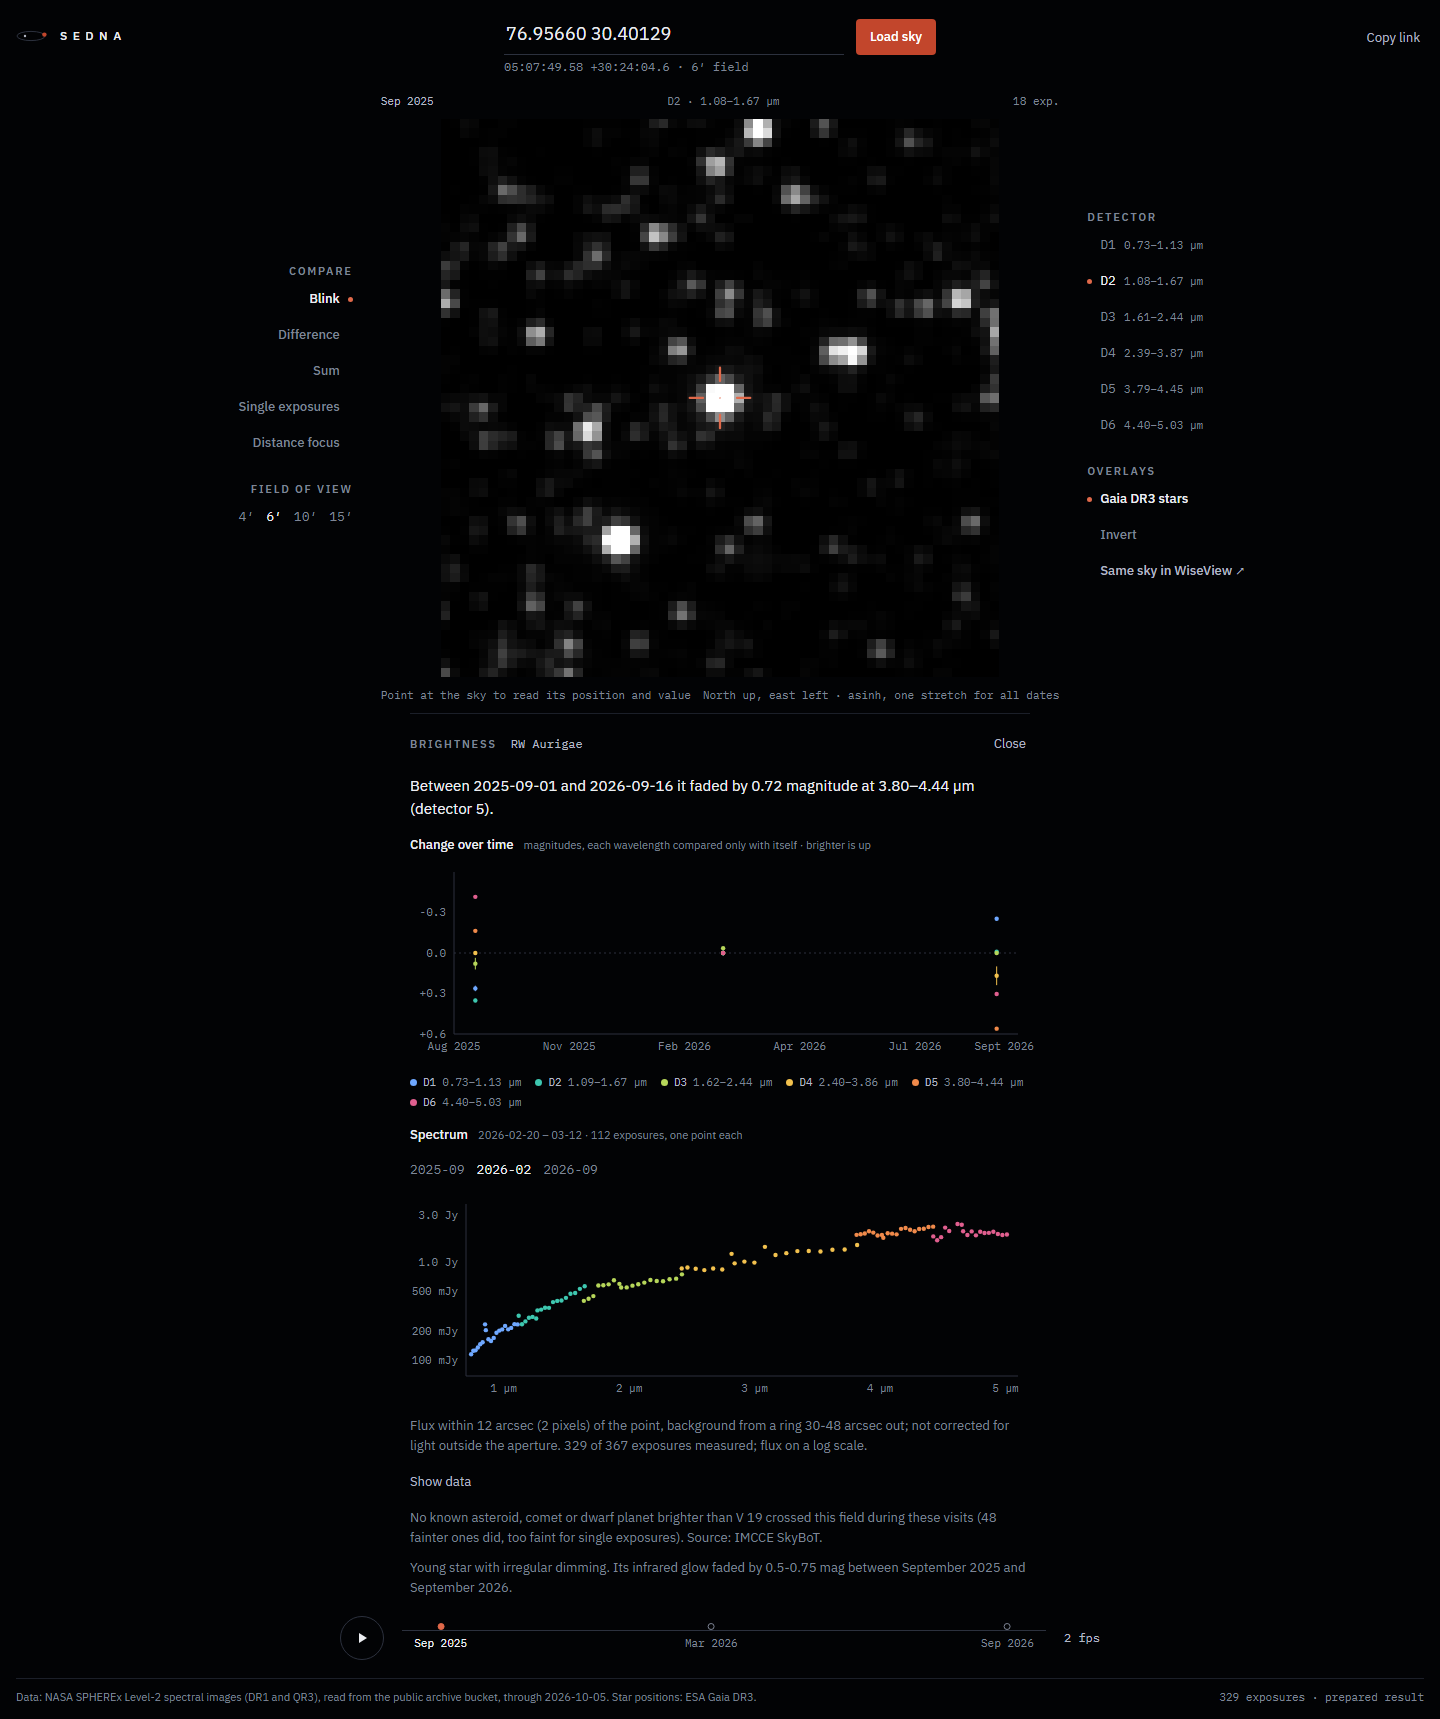 SEDNA
76.95660 30.40129
Load sky
Copy link
05:07:49.58 +30:24:04.6 · 6′ field
Sep 2025
D2 · 1.08–1.67 µm
18 exp.
COMPARE
Blink
Difference
Sum
Single exposures
Distance focus
FIELD OF VIEW
4′ 6′ 10′ 15′
DETECTOR
D1 0.73–1.13 µm
D2 1.08–1.67 µm
D3 1.61–2.44 µm
D4 2.39–3.87 µm
D5 3.79–4.45 µm
D6 4.40–5.03 µm
OVERLAYS
Gaia DR3 stars
Invert
Same sky in WiseView ↗
Point at the sky to read its position and value North up, east left · asinh, one stretch for all dates
BRIGHTNESS RW Aurigae
Close
Between 2025-09-01 and 2026-09-16 it faded by 0.72 magnitude at 3.80–4.44 µm
(detector 5).
Change over time magnitudes, each wavelength compared only with itself · brighter is up
-0.3
0.0
+0.3
+0.6
Aug 2025 Nov 2025 Feb 2026 Apr 2026 Jul 2026 Sept 2026
D1 0.73–1.13 µm D2 1.09–1.67 µm D3 1.62–2.44 µm D4 2.40–3.86 µm D5 3.80–4.44 µm
D6 4.40–5.03 µm
Spectrum 2026-02-20 – 03-12 · 112 exposures, one point each
2025-09 2026-02 2026-09
3.0 Jy
1.0 Jy
500 mJy
200 mJy
100 mJy
1 µm 2 µm 3 µm 4 µm 5 µm
Flux within 12 arcsec (2 pixels) of the point, background from a ring 30-48 arcsec out; not corrected for
light outside the aperture. 329 of 367 exposures measured; flux on a log scale.
Show data
No known asteroid, comet or dwarf planet brighter than V 19 crossed this field during these visits (48
fainter ones did, too faint for single exposures). Source: IMCCE SkyBoT.
Young star with irregular dimming. Its infrared glow faded by 0.5-0.75 mag between September 2025 and
September 2026.
Sep 2025 Mar 2026 Sep 2026
2 fps
Data: NASA SPHEREx Level-2 spectral images (DR1 and QR3), read from the public archive bucket, through 2026-10-05. Star positions: ESA Gaia DR3.
329 exposures · prepared result